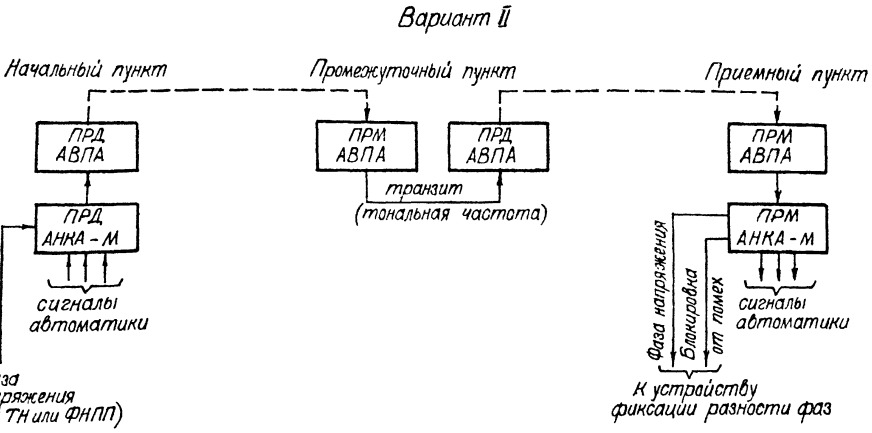 Вариант II
Начальный пункт
Промежуточный пункт
Приемный пункт
ПРД
АВПА
ПРМ
АВПА
ПРД
АВПА
ПРМ
АВПА
транзит
(тональная частота)
ПРД
АНКА-М
ПРМ
АНКА-М
сигналы
автоматики
Фаза напряжения
Блокировка
от помех
сигналы
автоматики
за
ряжения
ТН или ФНПП)
К устройству
фиксации разности фаз